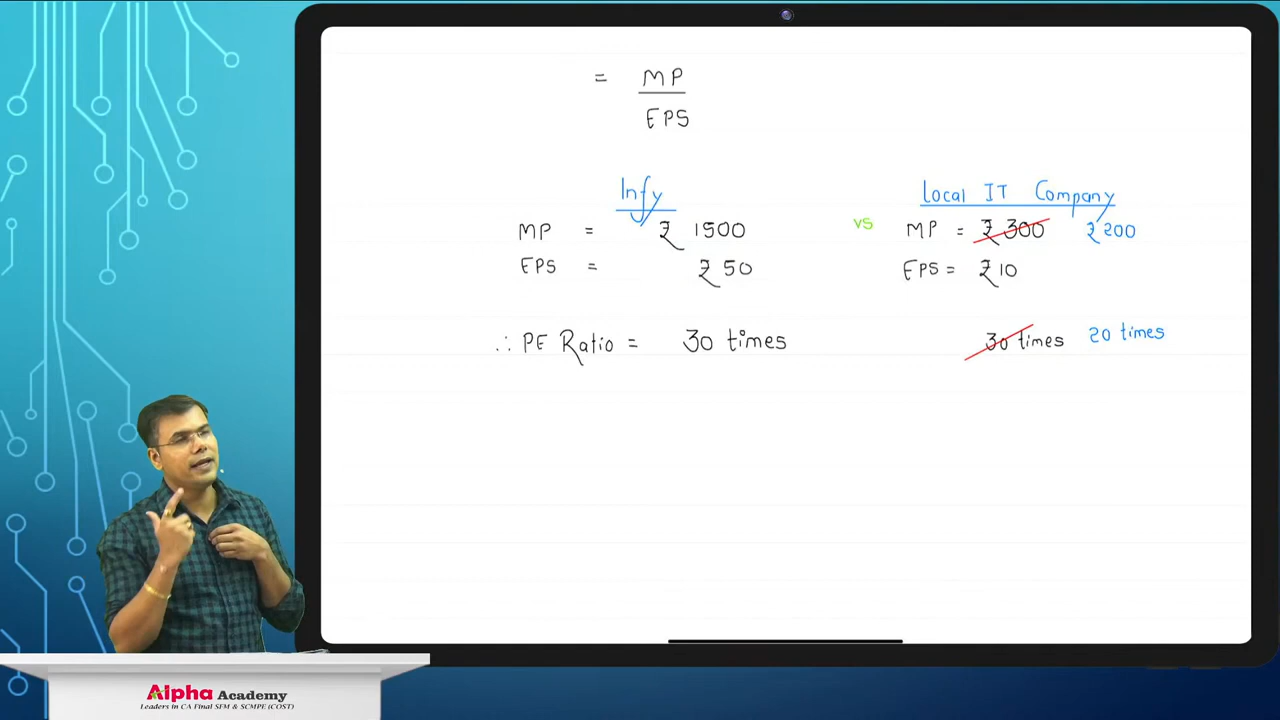 = MP
EPS
Infy
MP = ₹ 1500
EPS = ₹ 50
∴ PE Ratio = 30 times
vs
Local IT Company
MP = ₹ 300 ₹ 200
EPS = ₹ 10
30 times 20 times
Alpha Academy
Leaders in CA Final SFM & SCMPE (COST)